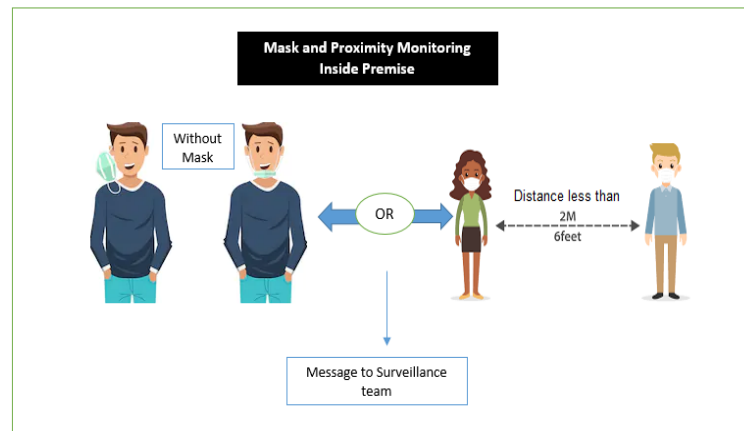 Mask and Proximity Monitoring
Inside Premise
Without
Mask
OR
Distance less than
2M
6feet
Message to Surveillance
team